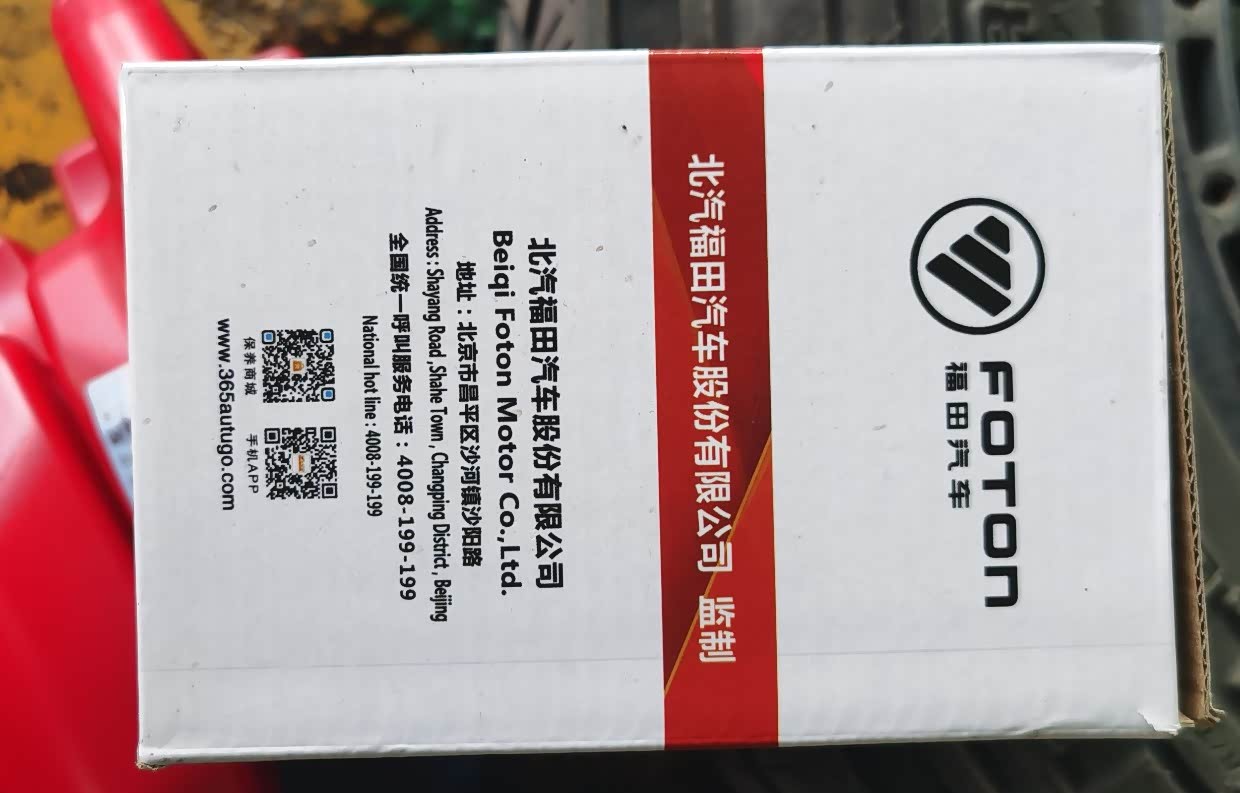 FOTON
福田汽车
北汽福田汽车股份有限公司 监制
北汽福田汽车股份有限公司
Beiqi Foton Motor Co.,Ltd.
地址：北京市昌平区沙河镇沙阳路
Address : Shayang Road ,Shahe Town , Changping District , Beijing
全国统一呼叫服务电话：4008-199-199
National hot line : 4008-199-199
保养商城 手机APP
www.365autugo.com